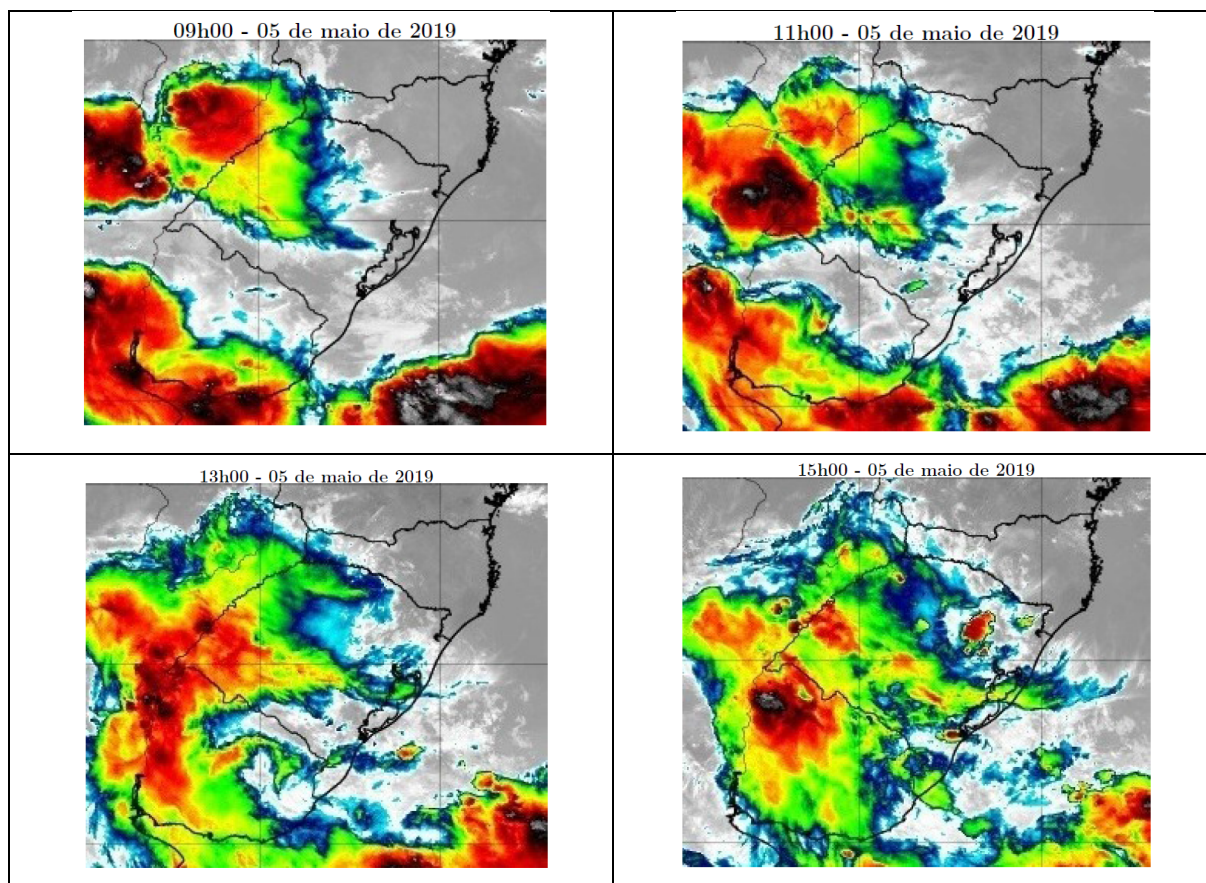 09h00 - 05 de maio de 2019
11h00 - 05 de maio de 2019
13h00 - 05 de maio de 2019
15h00 - 05 de maio de 2019